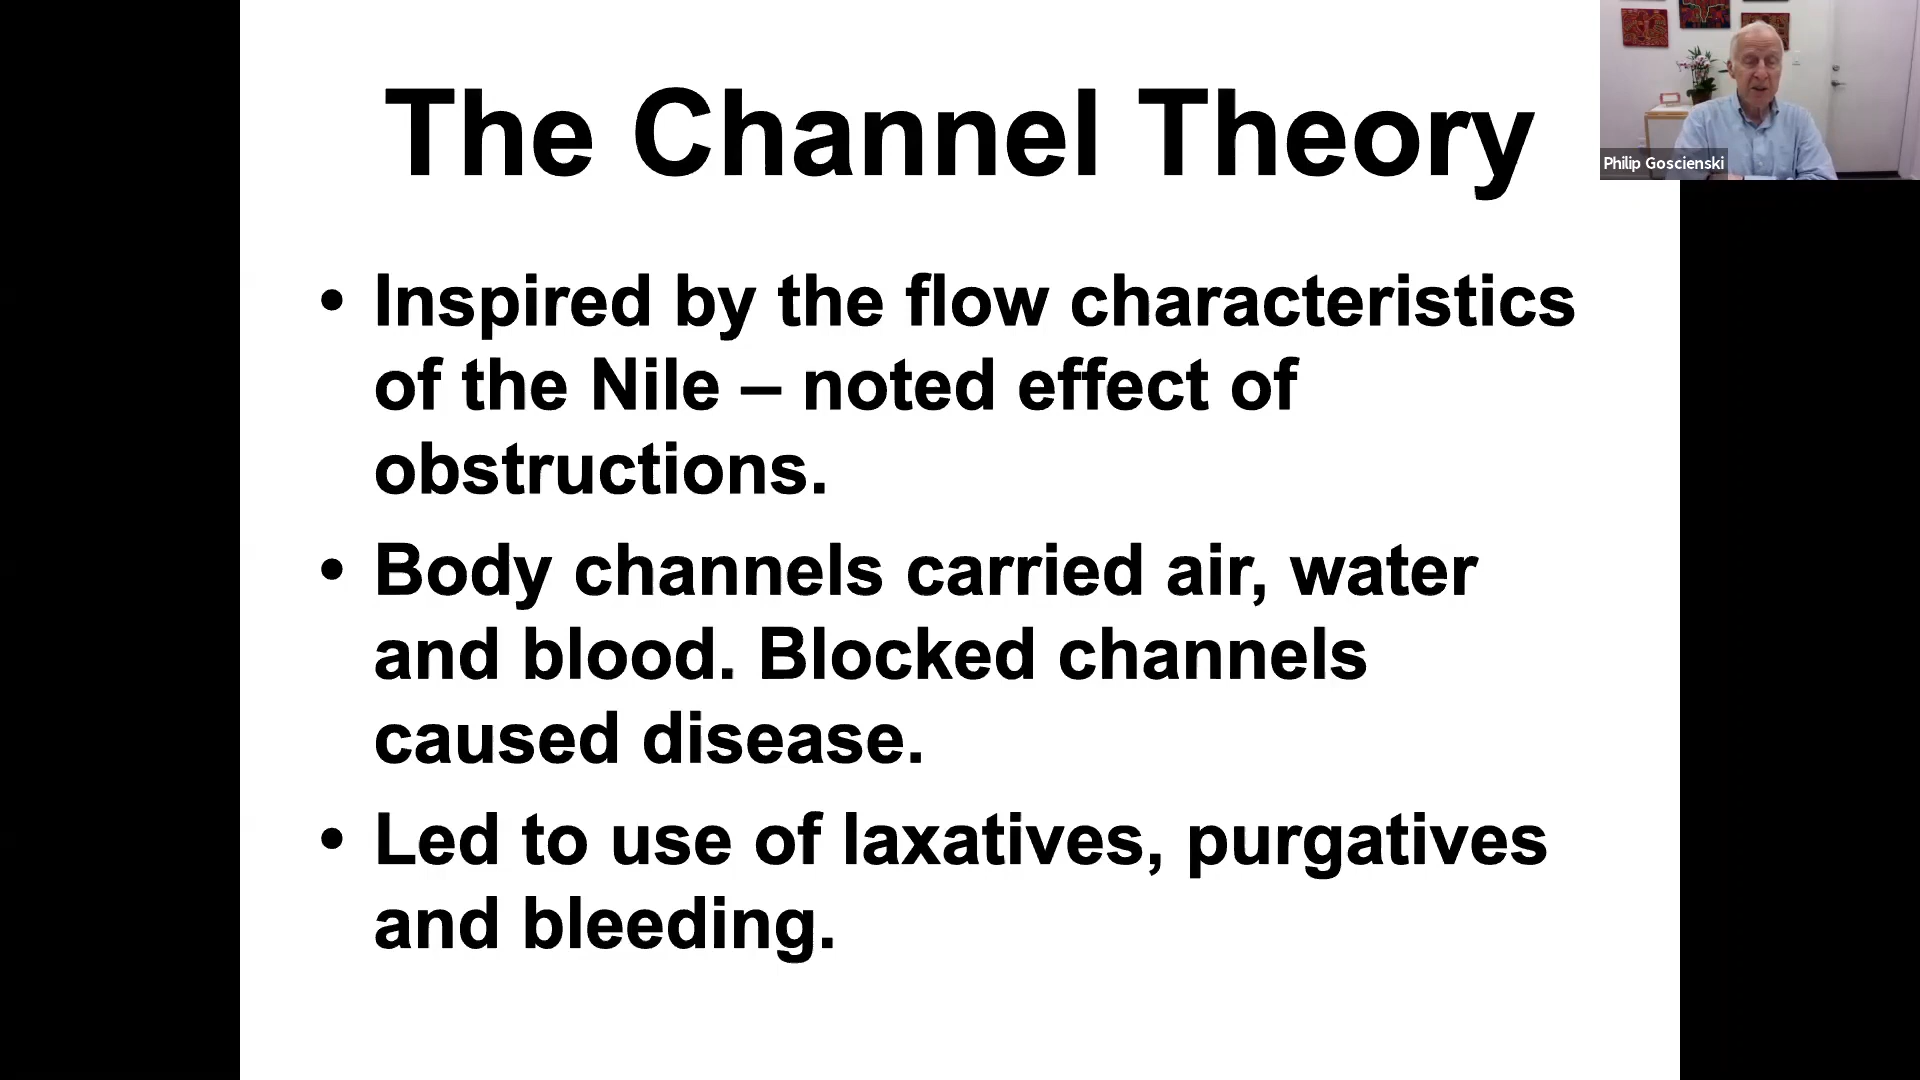 The Channel Theory
Philip Goscienski
• Inspired by the flow characteristics
of the Nile – noted effect of
obstructions.
• Body channels carried air, water
and blood. Blocked channels
caused disease.
• Led to use of laxatives, purgatives
and bleeding.